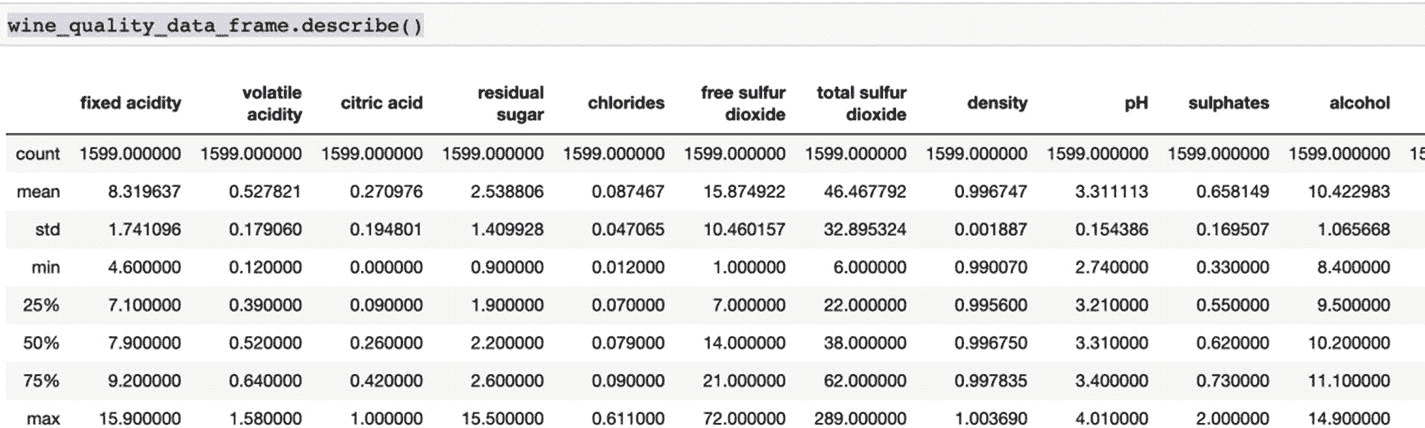 wine_quality_data_frame.describe()
fixed acidity volatile acidity citric acid residual sugar chlorides free sulfur dioxide total sulfur dioxide density pH sulphates alcohol
count 1599.000000 1599.000000 1599.000000 1599.000000 1599.000000 1599.000000 1599.000000 1599.000000 1599.000000 1599.000000 1599.000000 15
mean 8.319637 0.527821 0.270976 2.538806 0.087467 15.874922 46.467792 0.996747 3.311113 0.658149 10.422983
std 1.741096 0.179060 0.194801 1.409928 0.047065 10.460157 32.895324 0.001887 0.154386 0.169507 1.065668
min 4.600000 0.120000 0.000000 0.900000 0.012000 1.000000 6.000000 0.990070 2.740000 0.330000 8.400000
25% 7.100000 0.390000 0.090000 1.900000 0.070000 7.000000 22.000000 0.995600 3.210000 0.550000 9.500000
50% 7.900000 0.520000 0.260000 2.200000 0.079000 14.000000 38.000000 0.996750 3.310000 0.620000 10.200000
75% 9.200000 0.640000 0.420000 2.600000 0.090000 21.000000 62.000000 0.997835 3.400000 0.730000 11.100000
max 15.900000 1.580000 1.000000 15.500000 0.611000 72.000000 289.000000 1.003690 4.010000 2.000000 14.900000